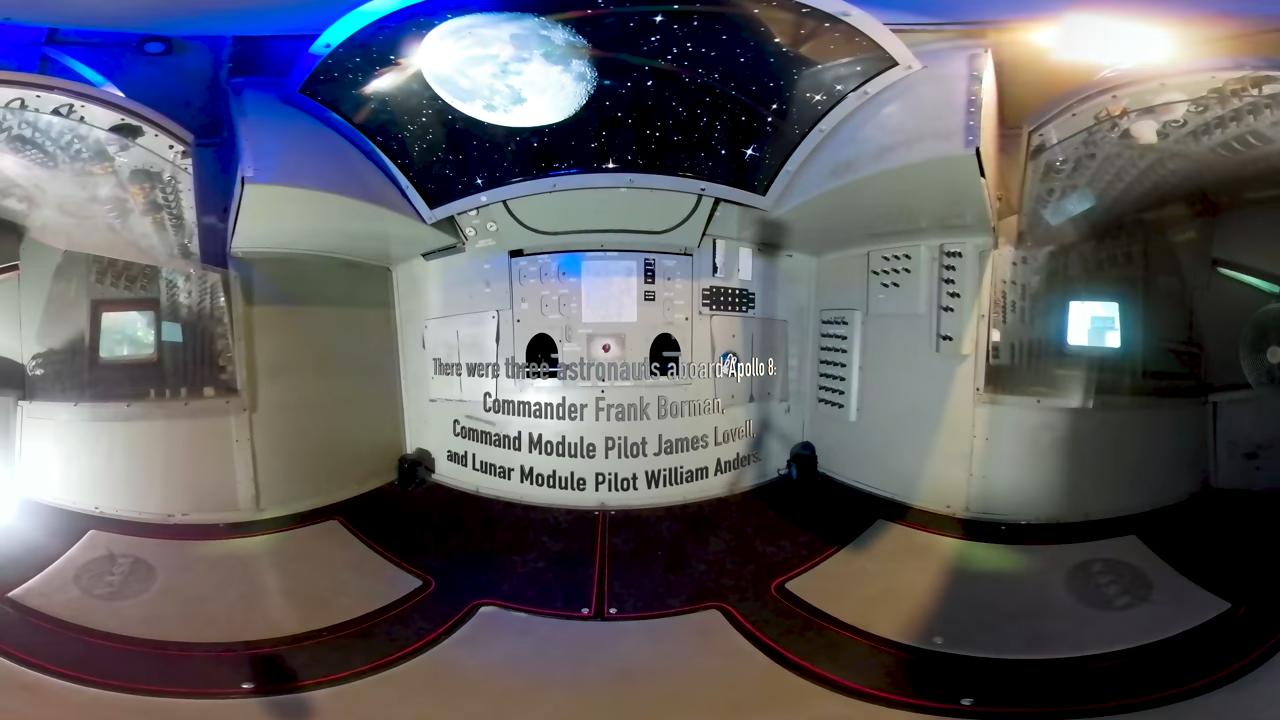 There were three astronauts aboard Apollo 8:
Commander Frank Borman,
Command Module Pilot James Lovell,
and Lunar Module Pilot William Anders.